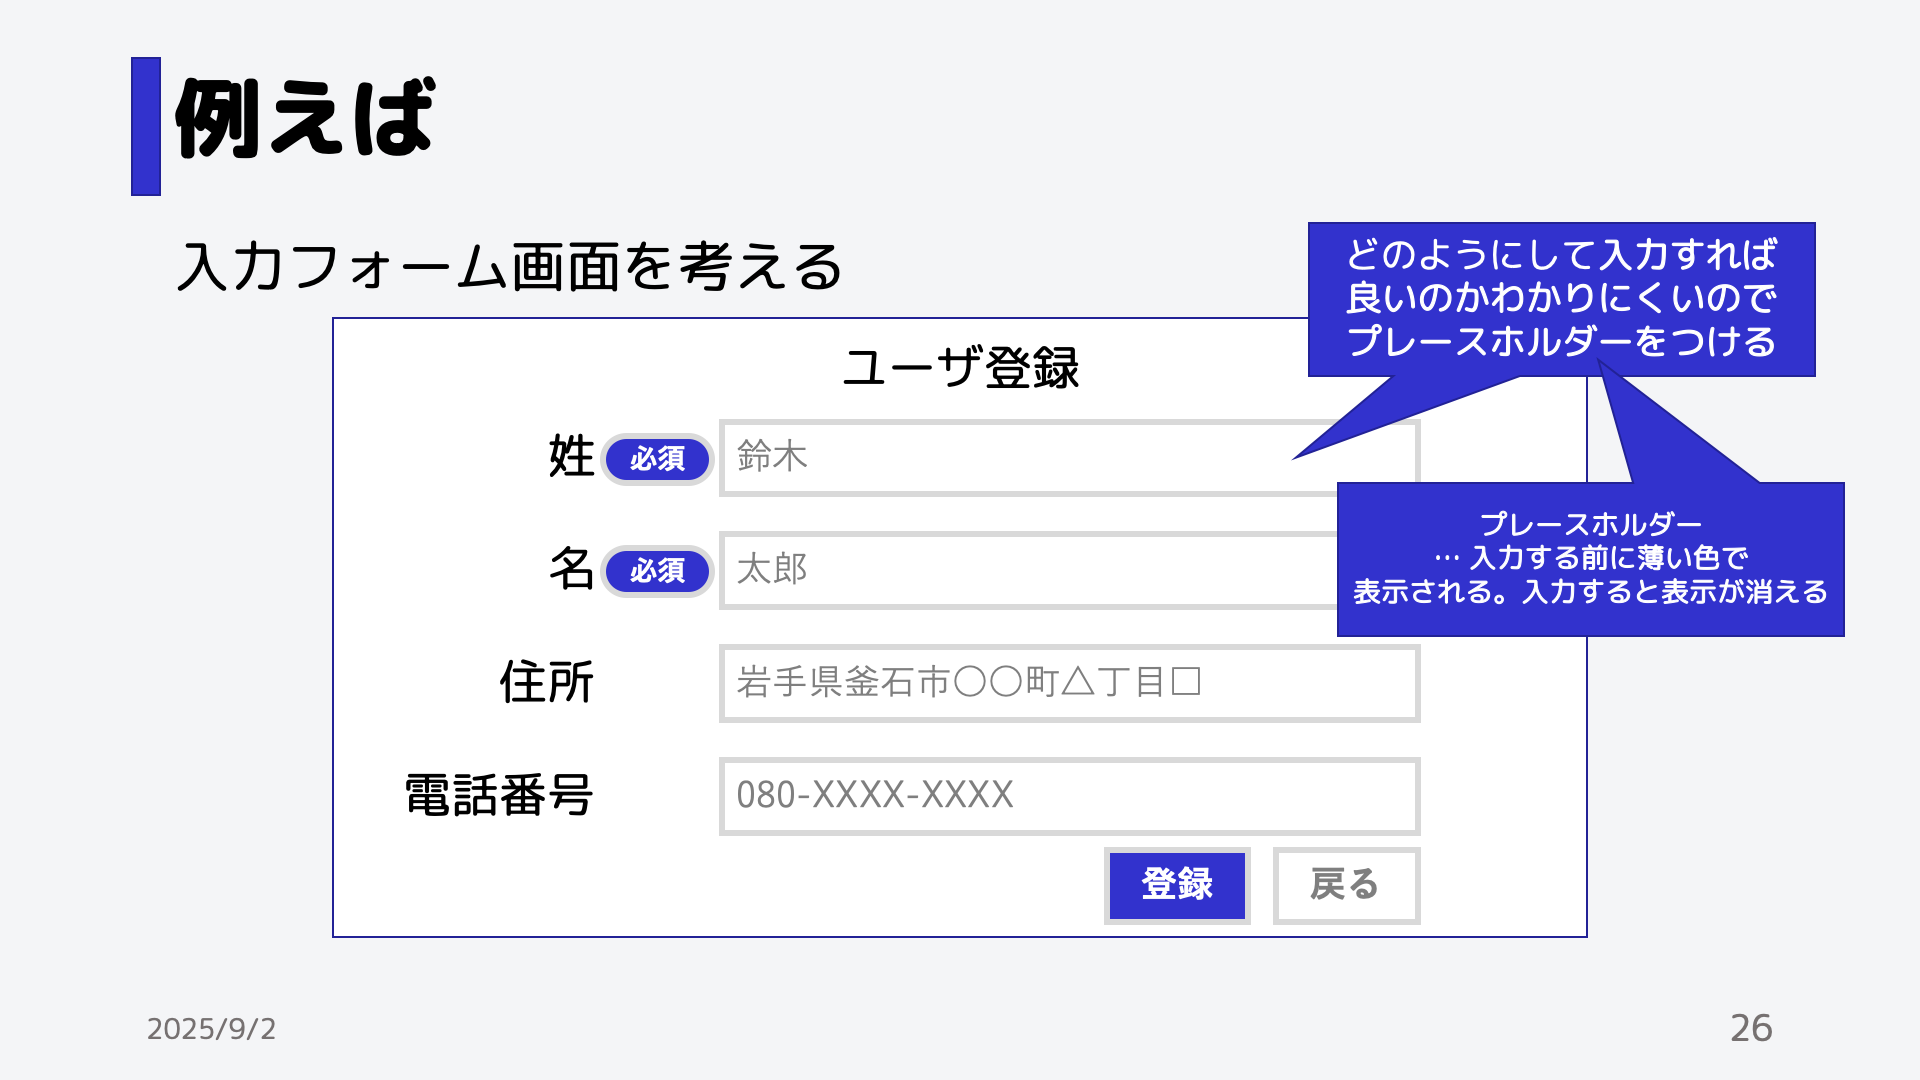 例えば
入力フォーム画面を考える
どのようにして入力すれば
良いのかわかりにくいので
プレースホルダーをつける
ユーザ登録
姓 必須 鈴木
プレースホルダー
… 入力する前に薄い色で
表示される。入力すると表示が消える
名 必須 太郎
住所 岩手県釜石市〇〇町△丁目□
電話番号 080-XXXX-XXXX
登録 戻る
2025/9/2
26